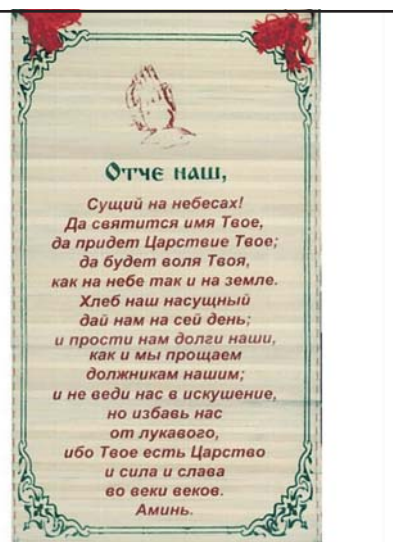 Отче наш,
Сущий на небесах!
Да святится имя Твое,
да придет Царствие Твое;
да будет воля Твоя,
как на небе так и на земле.
Хлеб наш насущный
дай нам на сей день;
и прости нам долги наши,
как и мы прощаем
должникам нашим;
и не веди нас в искушение,
но избавь нас
от лукавого,
ибо Твое есть Царство
и сила и слава
во веки веков.
Аминь.